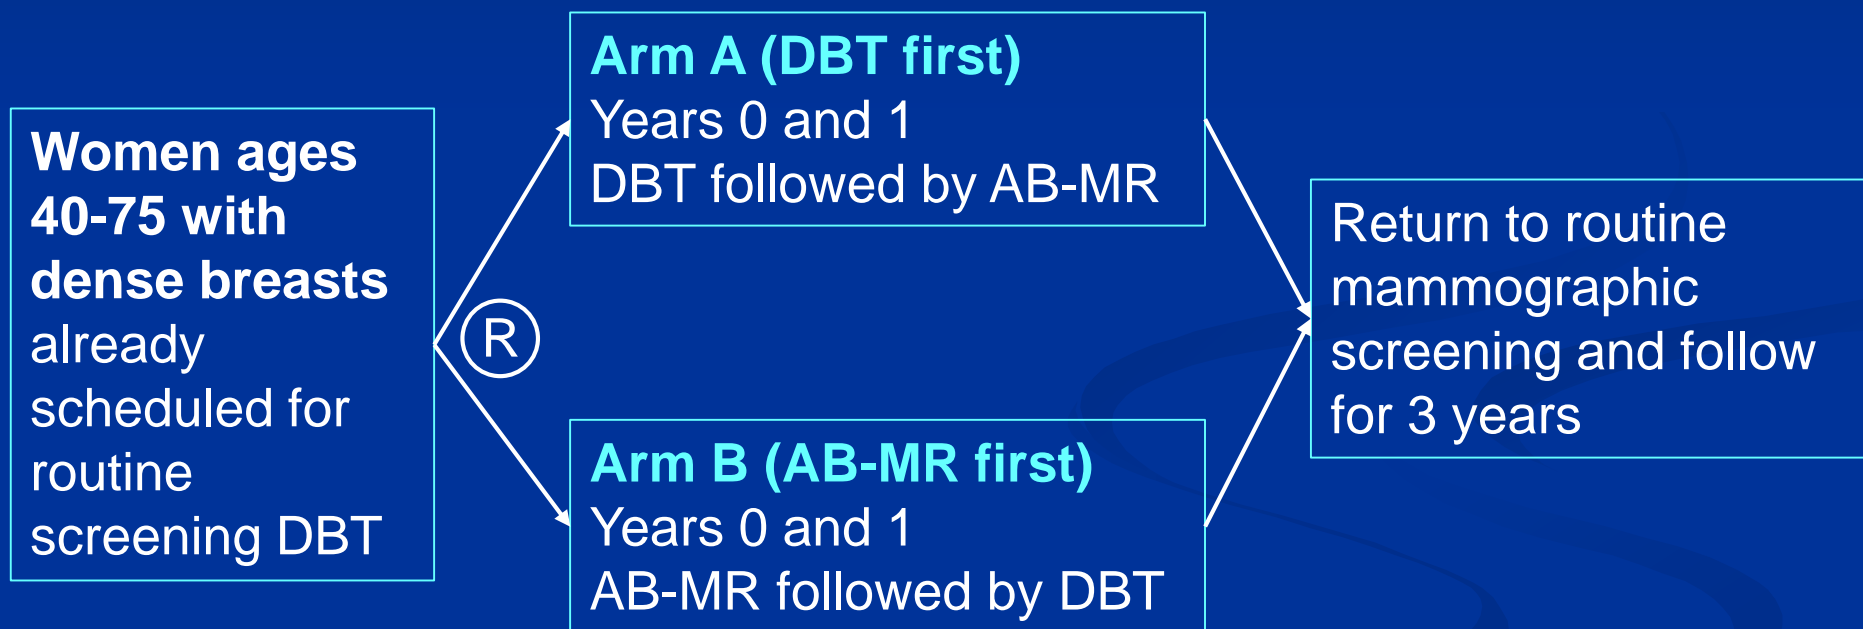 Women ages
40-75 with
dense breasts
already
scheduled for
routine
screening DBT
R
Arm A (DBT first)
Years 0 and 1
DBT followed by AB-MR
Arm B (AB-MR first)
Years 0 and 1
AB-MR followed by DBT
Return to routine
mammographic
screening and follow
for 3 years